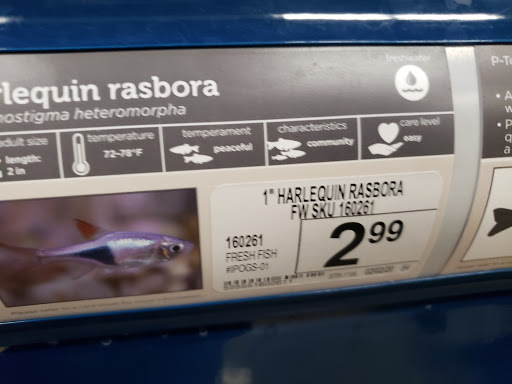 freshwater
rlequin rasbora
nostigma heteromorpha
adult size
length:
2 in
temperature
72-78°F
temperament
peaceful
characteristics
community
care level
easy
1" HARLEQUIN RASBORA
FW SKU 160261
160261
FRESH FISH
#IPOGS-01
2 99
P-T
• A
w
• P
q
a